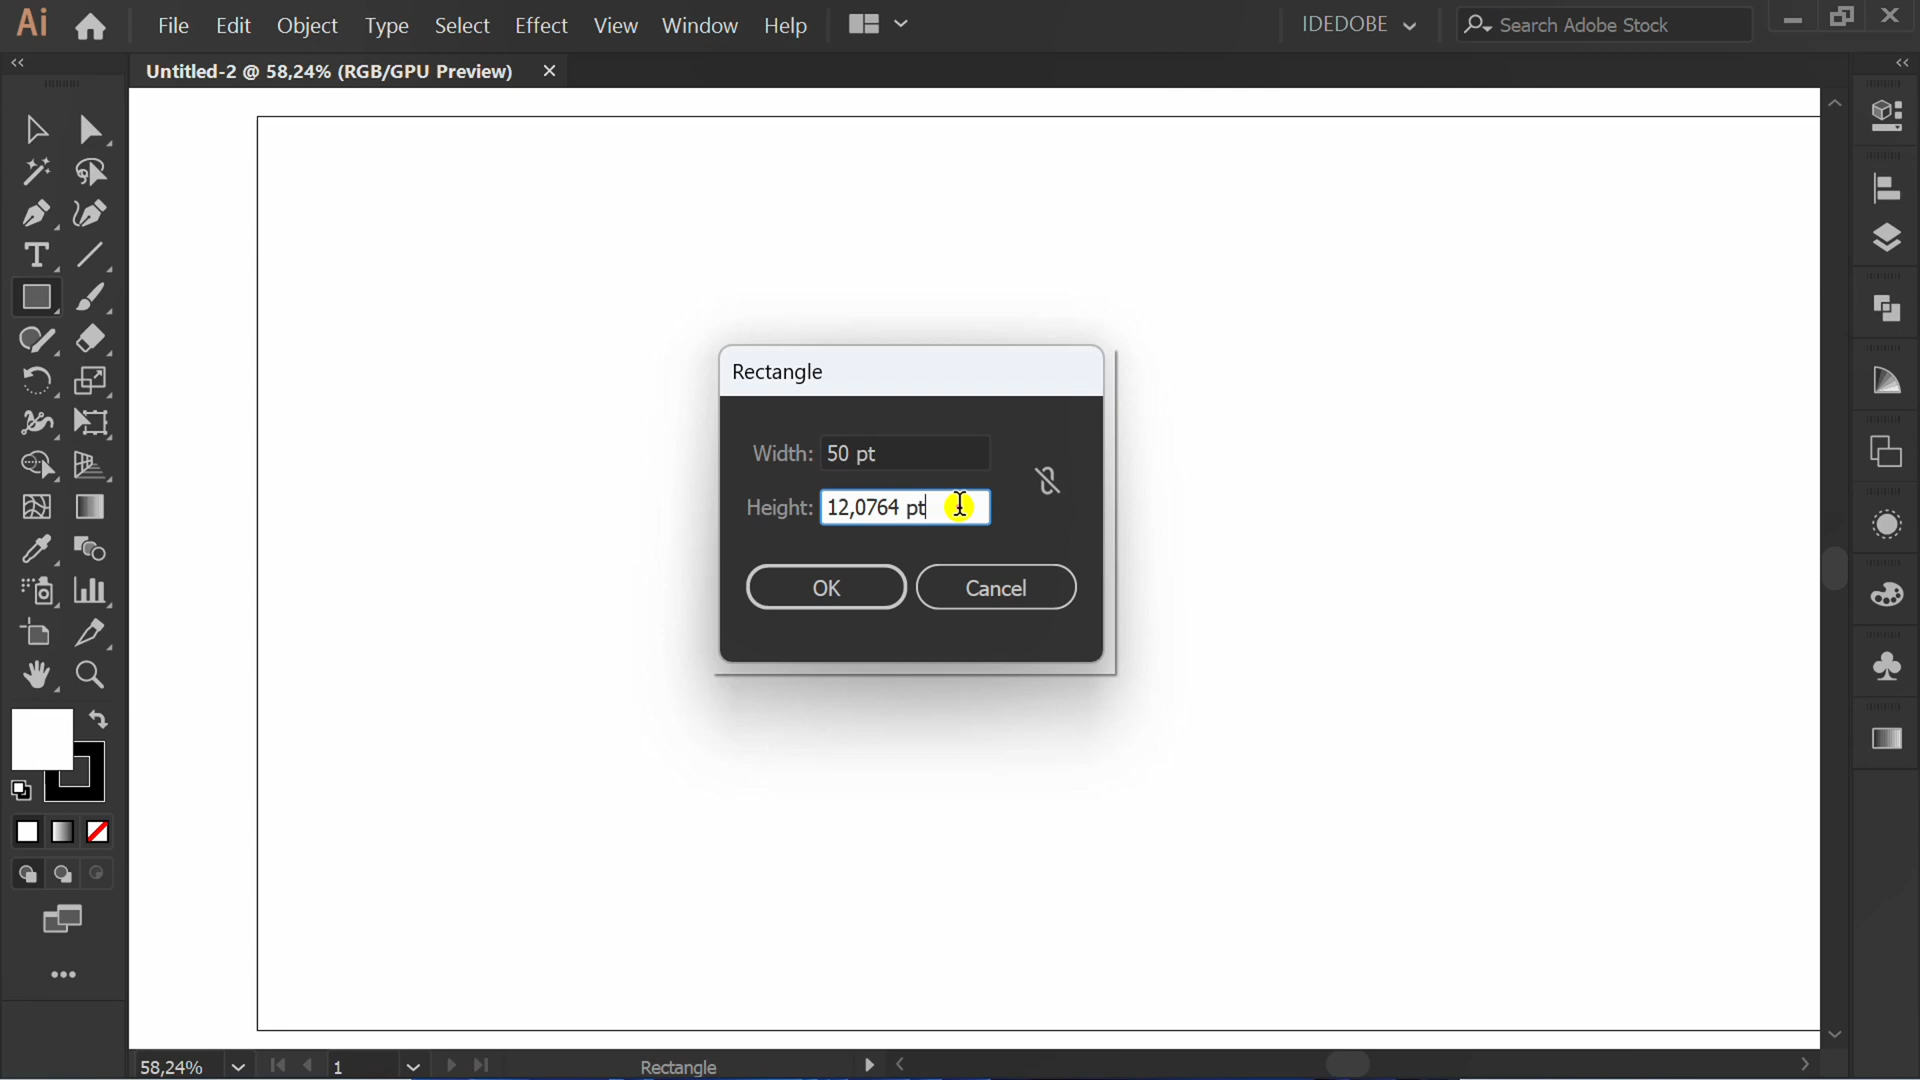 Ai File Edit Object Type Select Effect View Window Help IDEDOBE Search Adobe Stock
Untitled-2 @ 58,24% (RGB/GPU Preview)
Rectangle
Width: 50 pt
Height: 12,0764 pt
OK Cancel
58,24% 1 Rectangle